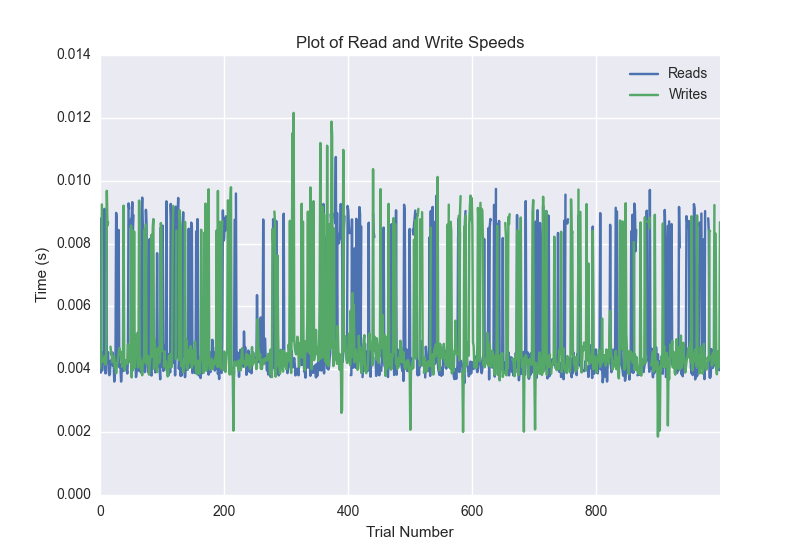 Plot of Read and Write Speeds
0.014
Reads
Writes
0.012
0.010
0.008
Time (s)
0.006
0.004
0.002
0.000
0
200
400
600
800
Trial Number